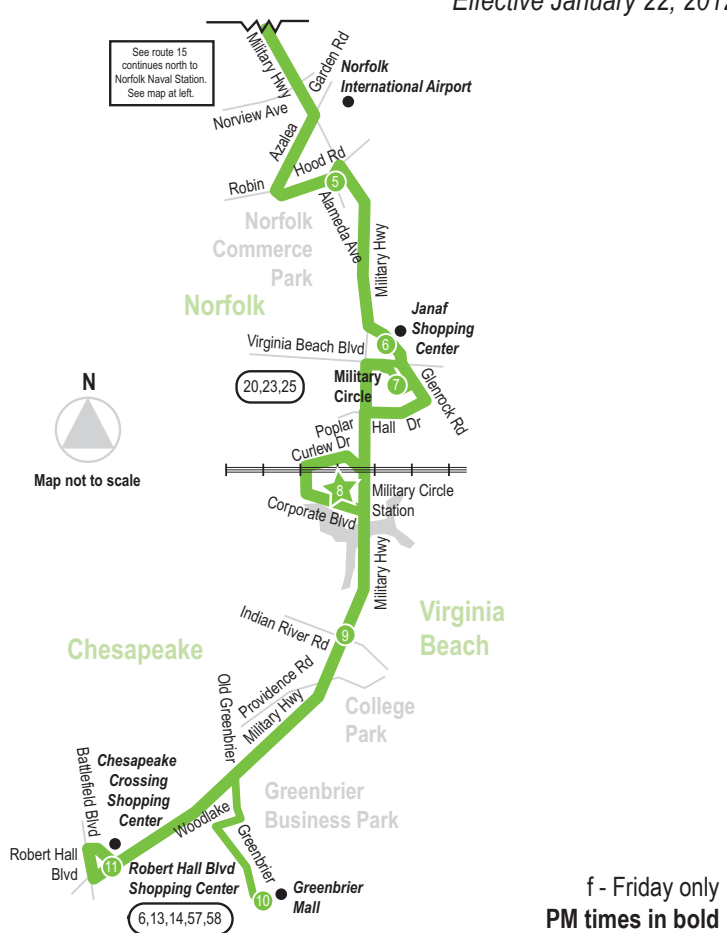 Effective January 22, 2012
See route 15
continues north to
Norfolk Naval Station.
See map at left.
Military Hwy
Garden Rd
Norfolk
International Airport
Norview Ave
Azalea
Hood Rd
Robin
5
Alameda Ave
Norfolk
Commerce
Park
Military Hwy
Norfolk
Janaf
Shopping
Center
6
Virginia Beach Blvd
20,23,25
Military
Circle
7
Glenrock Rd
N
Map not to scale
Poplar
Hall Dr
Curlew Dr
8
Military Circle
Station
Corporate Blvd
Military Hwy
Virginia
Beach
Indian River Rd
9
Chesapeake
Providence Rd
Military Hwy
Old Greenbrier
College
Park
Battlefield Blvd
Chesapeake
Crossing
Shopping
Center
Greenbrier
Business Park
Woodlake
Greenbrier
Robert Hall
Blvd
11
Robert Hall Blvd
Shopping Center
6,13,14,57,58
10
Greenbrier
Mall
f - Friday only
PM times in bold